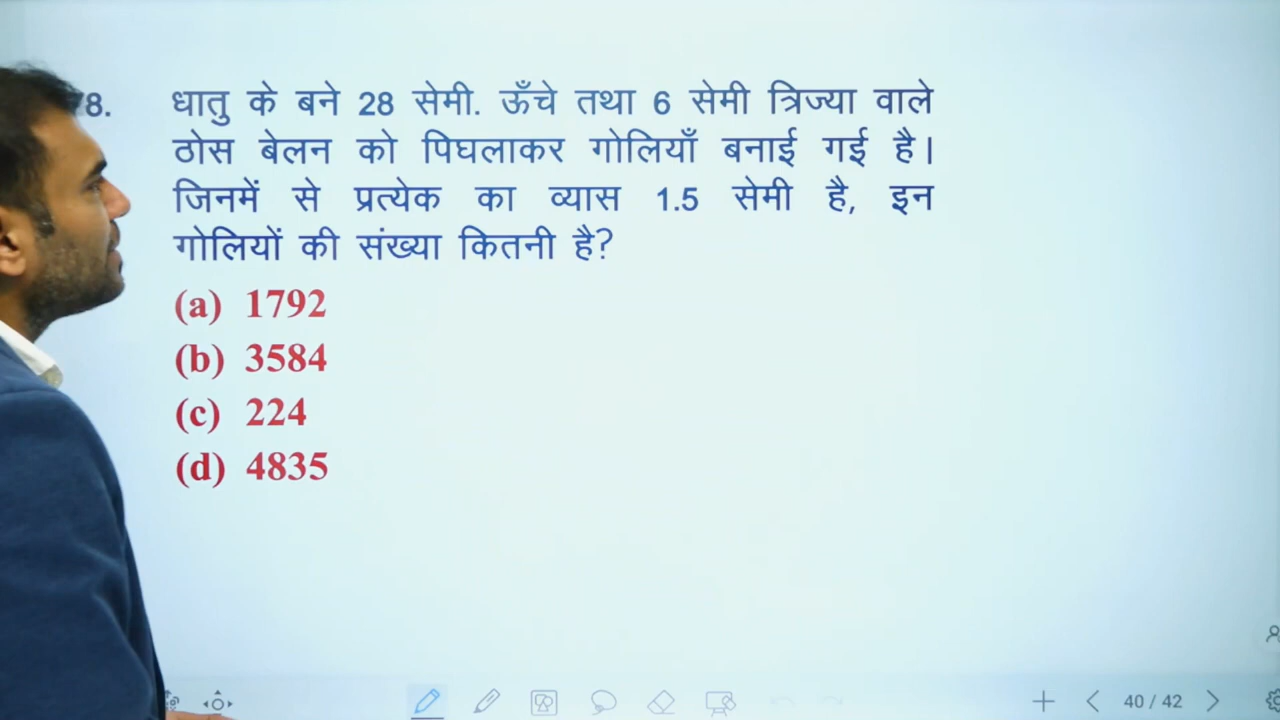 78.
धातु के बने 28 सेमी. ऊँचे तथा 6 सेमी त्रिज्या वाले
ठोस बेलन को पिघलाकर गोलियाँ बनाई गई है।
जिनमें से प्रत्येक का व्यास 1.5 सेमी है, इन
गोलियों की संख्या कितनी है?
(a) 1792
(b) 3584
(c) 224
(d) 4835
40 / 42